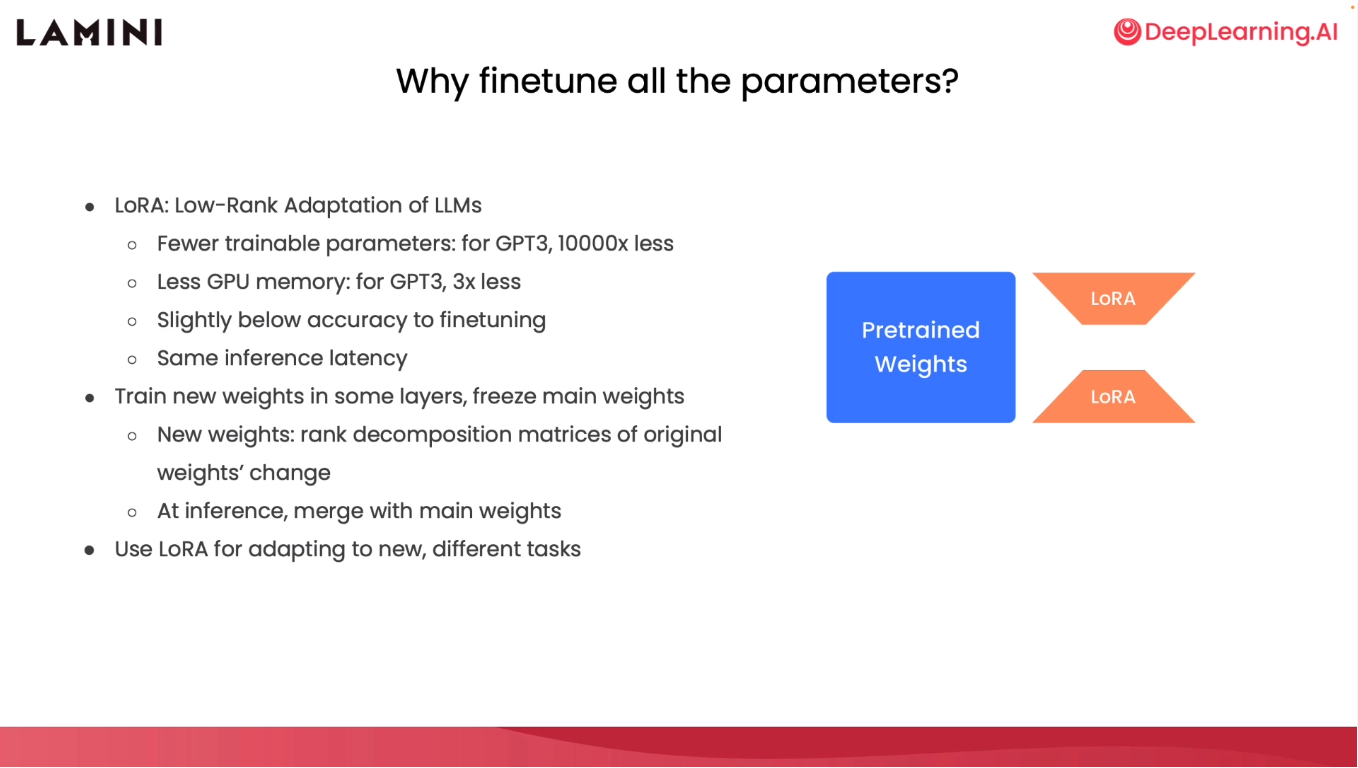 LAMINI
DeepLearning.AI
Why finetune all the parameters?
● LoRA: Low-Rank Adaptation of LLMs
○ Fewer trainable parameters: for GPT3, 10000x less
○ Less GPU memory: for GPT3, 3x less
○ Slightly below accuracy to finetuning
○ Same inference latency
● Train new weights in some layers, freeze main weights
○ New weights: rank decomposition matrices of original
weights’ change
○ At inference, merge with main weights
● Use LoRA for adapting to new, different tasks
Pretrained
Weights
LoRA
LoRA